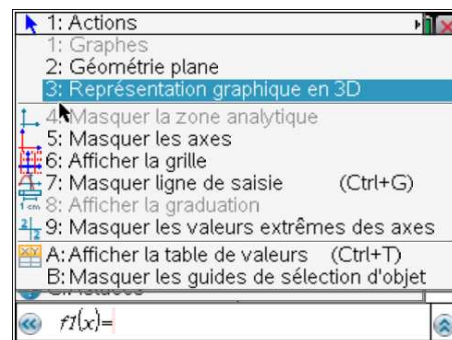 1: Actions
1: Graphes
2: Géométrie plane
3: Représentation graphique en 3D
4: Masquer la zone analytique
5: Masquer les axes
6: Afficher la grille
7: Masquer ligne de saisie (Ctrl+G)
8: Afficher la graduation
9: Masquer les valeurs extrêmes des axes
A: Afficher la table de valeurs (Ctrl+T)
B: Masquer les guides de sélection d'objet
f1(x)=